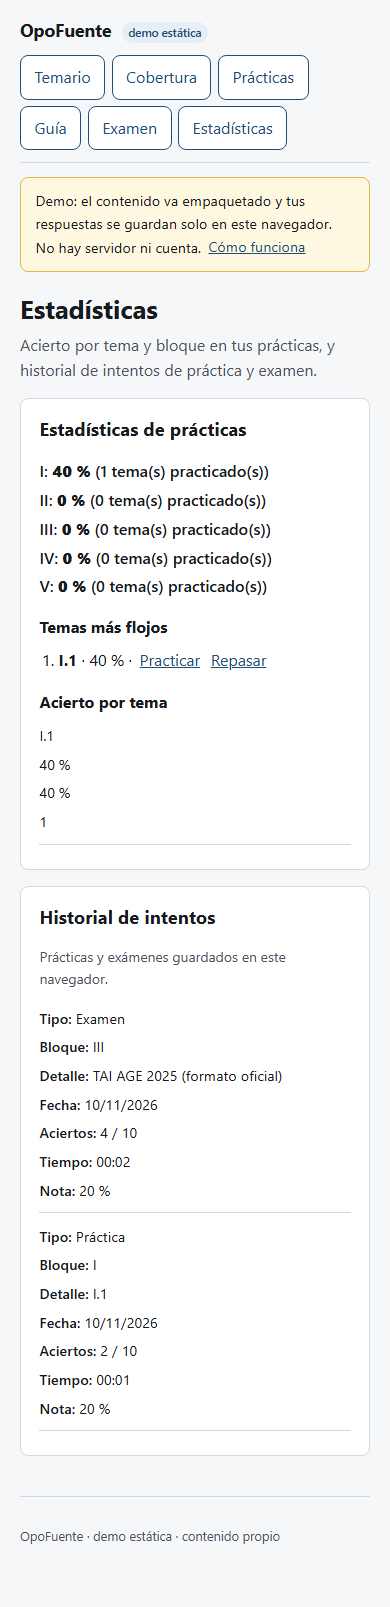 OpoFuente demo estática
Temario Cobertura Prácticas
Guía Examen Estadísticas
Demo: el contenido va empaquetado y tus
respuestas se guardan solo en este navegador.
No hay servidor ni cuenta. Cómo funciona
Estadísticas
Acierto por tema y bloque en tus prácticas, y
historial de intentos de práctica y examen.
Estadísticas de prácticas
I: 40 % (1 tema(s) practicado(s))
II: 0 % (0 tema(s) practicado(s))
III: 0 % (0 tema(s) practicado(s))
IV: 0 % (0 tema(s) practicado(s))
V: 0 % (0 tema(s) practicado(s))
Temas más flojos
1. I.1 · 40 % · Practicar Repasar
Acierto por tema
I.1
40 %
40 %
1
Historial de intentos
Prácticas y exámenes guardados en este
navegador.
Tipo: Examen
Bloque: III
Detalle: TAI AGE 2025 (formato oficial)
Fecha: 10/11/2026
Aciertos: 4 / 10
Tiempo: 00:02
Nota: 20 %
Tipo: Práctica
Bloque: I
Detalle: I.1
Fecha: 10/11/2026
Aciertos: 2 / 10
Tiempo: 00:01
Nota: 20 %
OpoFuente · demo estática · contenido propio